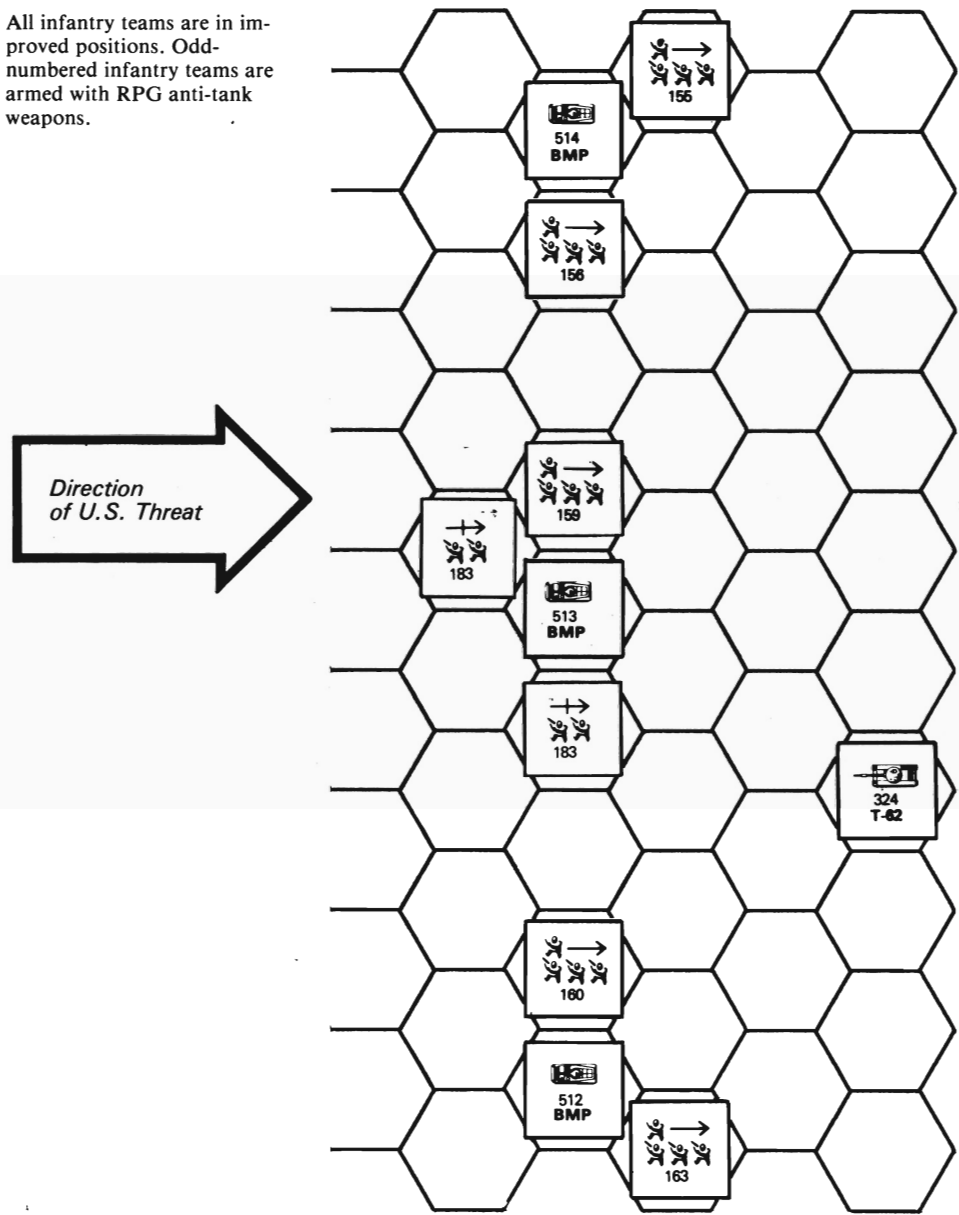 All infantry teams are in im-
proved positions. Odd-
numbered infantry teams are
armed with RPG anti-tank
weapons.
155
514
BMP
156
Direction
of U.S. Threat
159
183
513
BMP
183
324
T-62
160
512
BMP
163